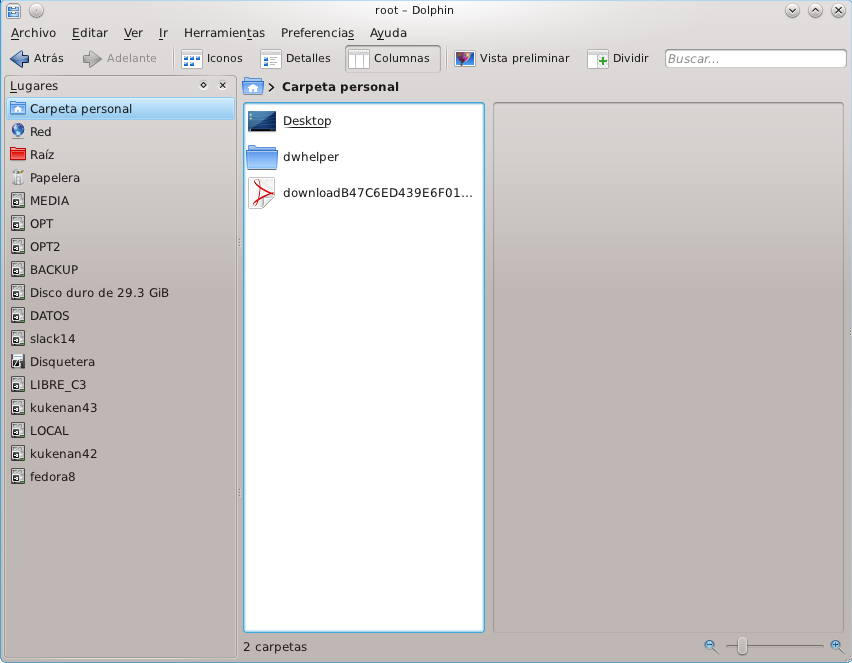 root – Dolphin
Archivo Editar Ver Ir Herramientas Preferencias Ayuda
Atrás Adelante Iconos Detalles Columnas Vista preliminar Dividir Buscar...
Lugares
Carpeta personal
Carpeta personal
Red
Raíz
Papelera
MEDIA
OPT
OPT2
BACKUP
Disco duro de 29.3 GiB
DATOS
slack14
Disquetera
LIBRE_C3
kukenan43
LOCAL
kukenan42
fedora8
Desktop
dwhelper
downloadB47C6ED439E6F01...
2 carpetas